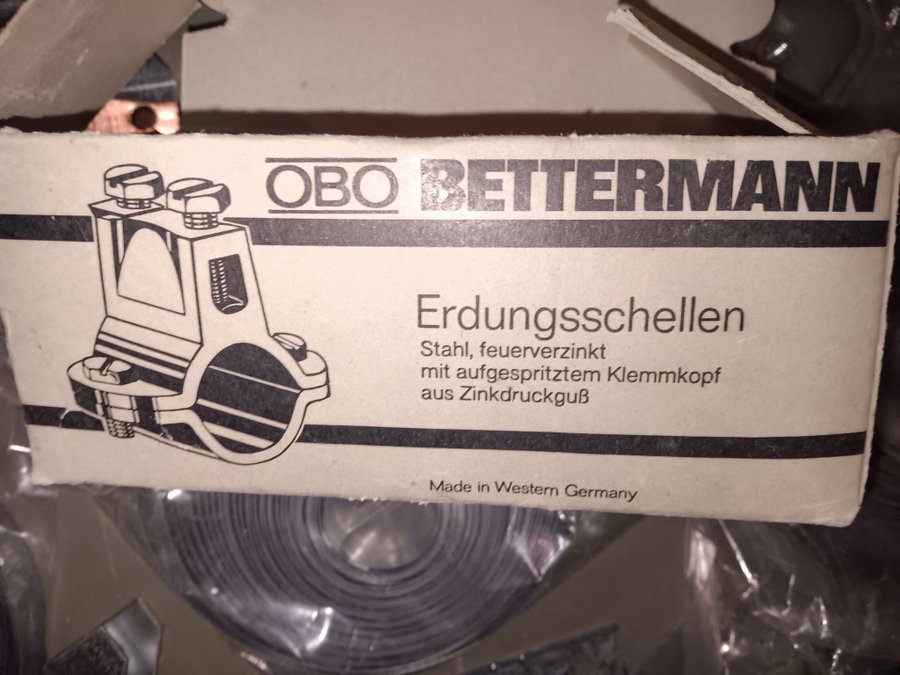 OBO BETTERMANN
Erdungsschellen
Stahl, feuerverzinkt
mit aufgespritztem Klemmkopf
aus Zinkdruckguß
Made in Western Germany